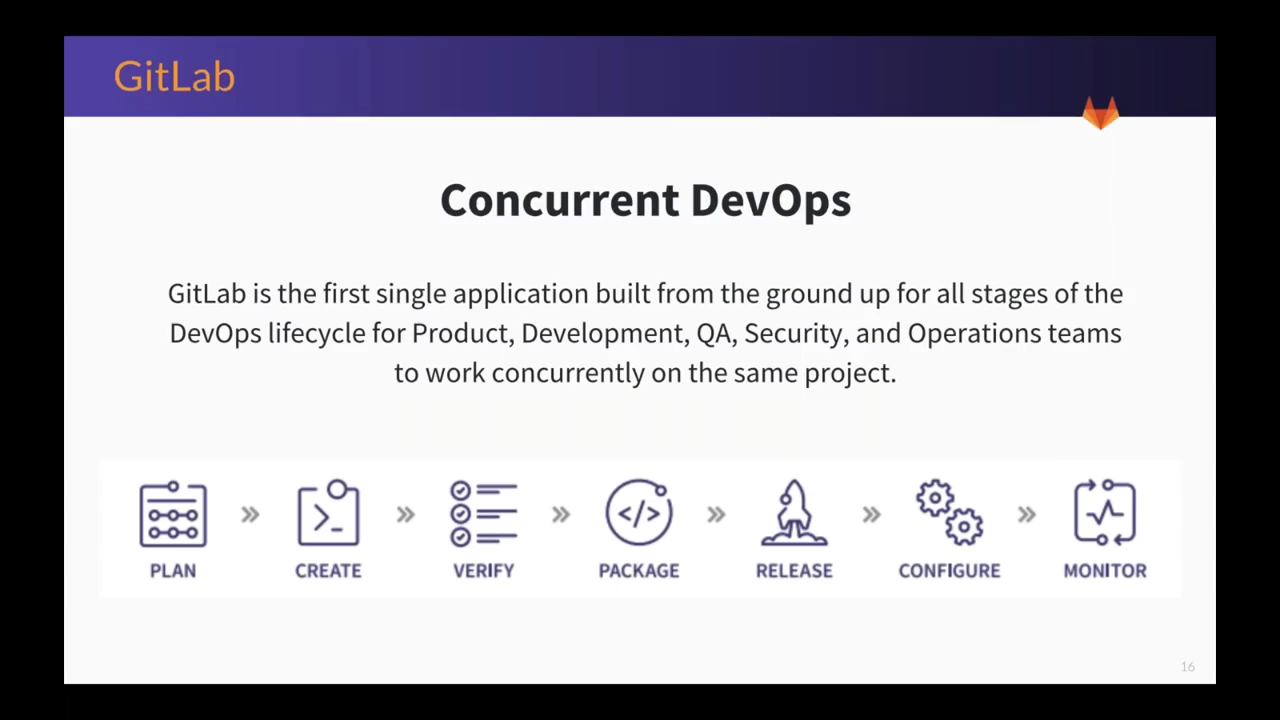 GitLab
Concurrent DevOps
GitLab is the first single application built from the ground up for all stages of the
DevOps lifecycle for Product, Development, QA, Security, and Operations teams
to work concurrently on the same project.
PLAN » CREATE » VERIFY » PACKAGE » RELEASE » CONFIGURE » MONITOR
16